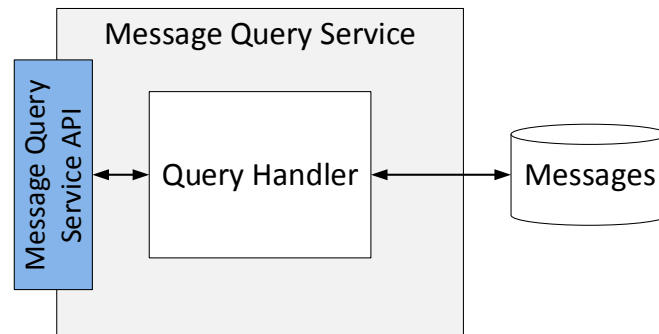 Message Query Service
Message Query
Service API
Query Handler
Messages